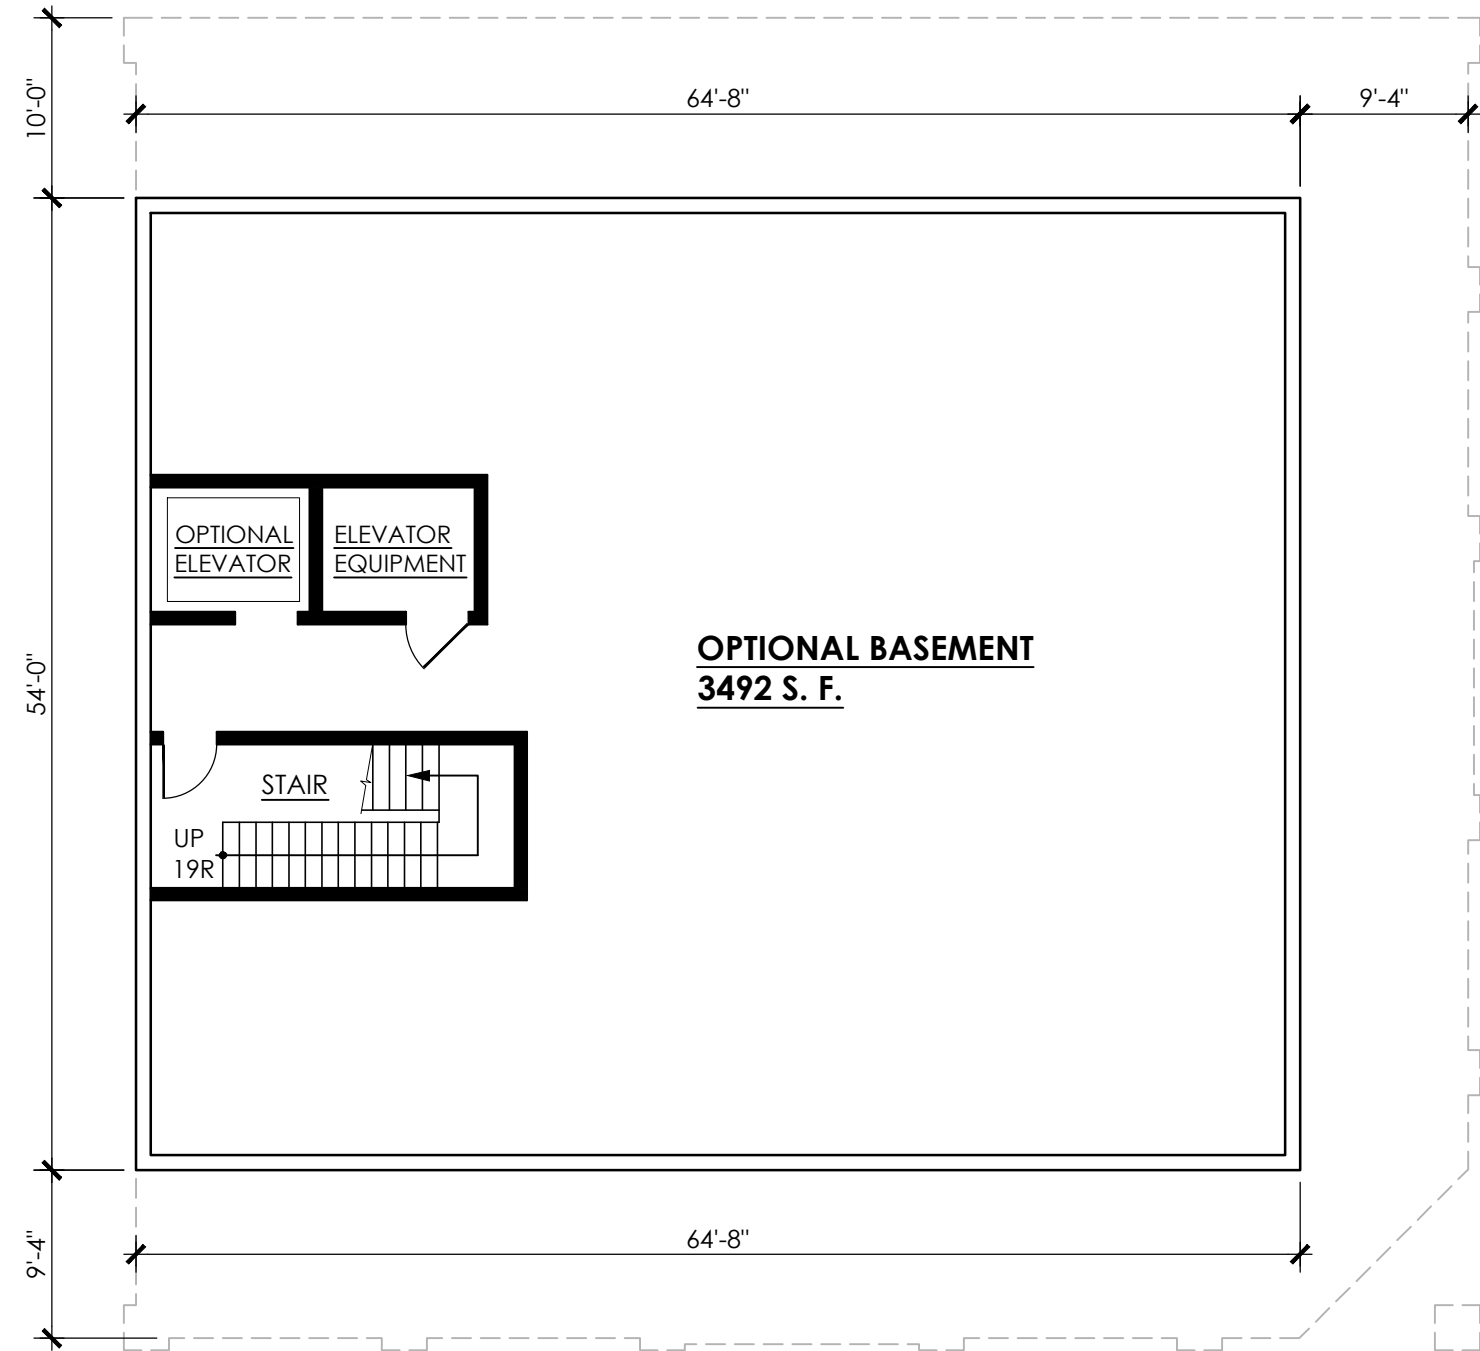 10'-0"
64'-8"
9'-4"
OPTIONAL
ELEVATOR
ELEVATOR
EQUIPMENT
OPTIONAL BASEMENT
3492 S. F.
54'-0"
STAIR
UP
19R
64'-8"
9'-4"